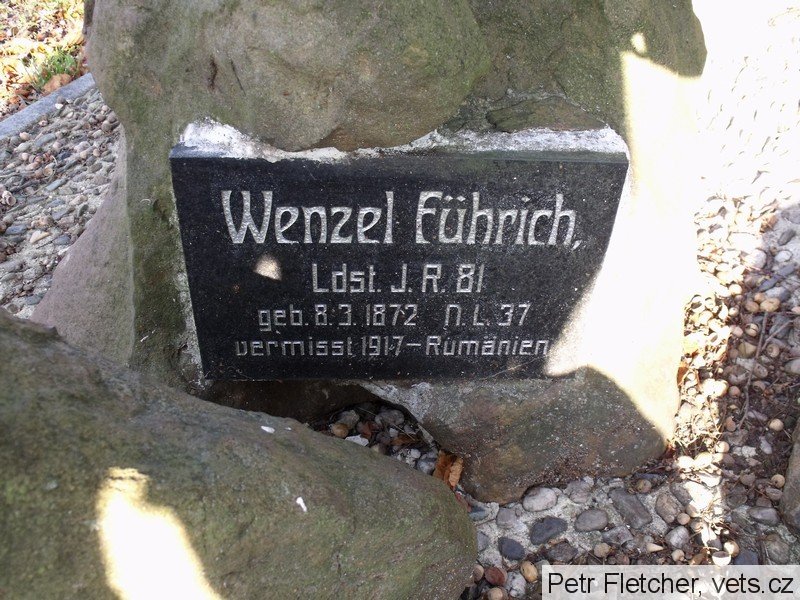 Wenzel Führich,
Ldst. J. R. 81
geb. 8. 3. 1872 N. L. 37
vermisst 1917 - Rumänien
Petr Fletcher, vets.cz